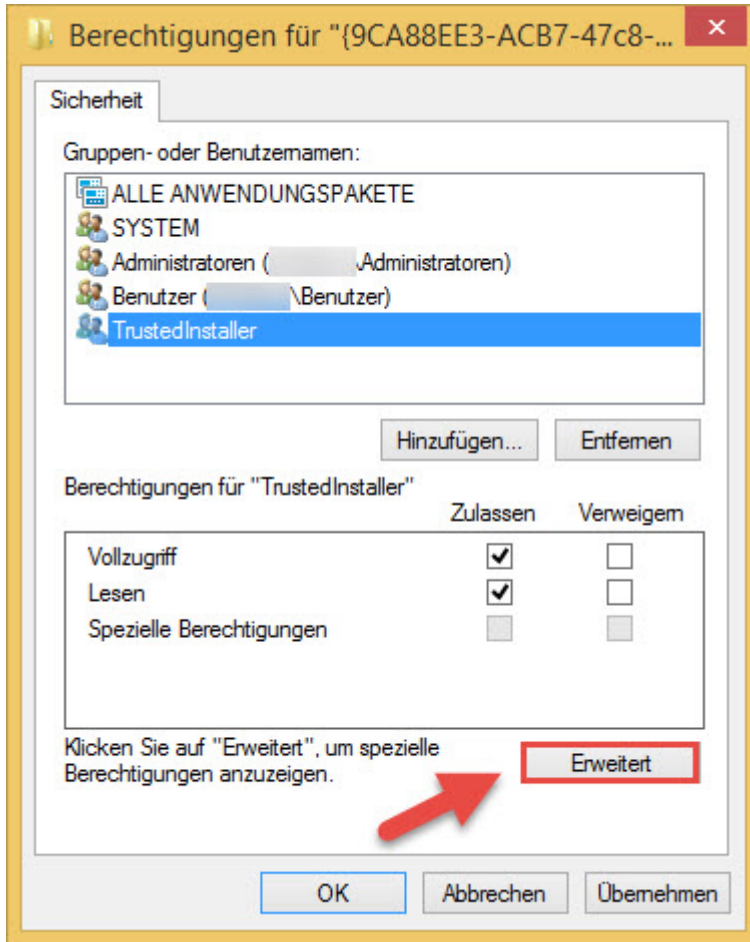 Berechtigungen für "{9CA88EE3-ACB7-47c8-...
Sicherheit
Gruppen- oder Benutzernamen:
ALLE ANWENDUNGSPAKETE
SYSTEM
Administratoren ( \Administratoren)
Benutzer ( \Benutzer)
TrustedInstaller
Hinzufügen... Entfernen
Berechtigungen für "TrustedInstaller"
Zulassen Verweigern
Vollzugriff
Lesen
Spezielle Berechtigungen
Klicken Sie auf "Erweitert", um spezielle
Berechtigungen anzuzeigen.
Erweitert
OK Abbrechen Übernehmen